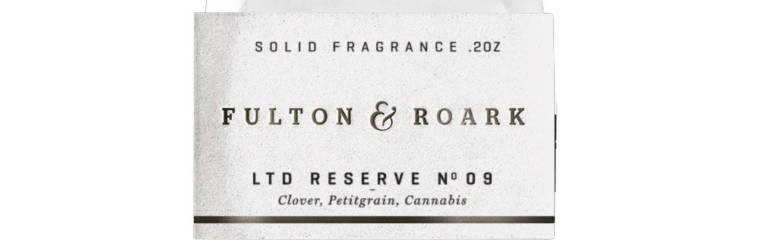 SOLID FRAGRANCE .2OZ
FULTON & ROARK
LTD RESERVE Nº 09
Clover, Petitgrain, Cannabis